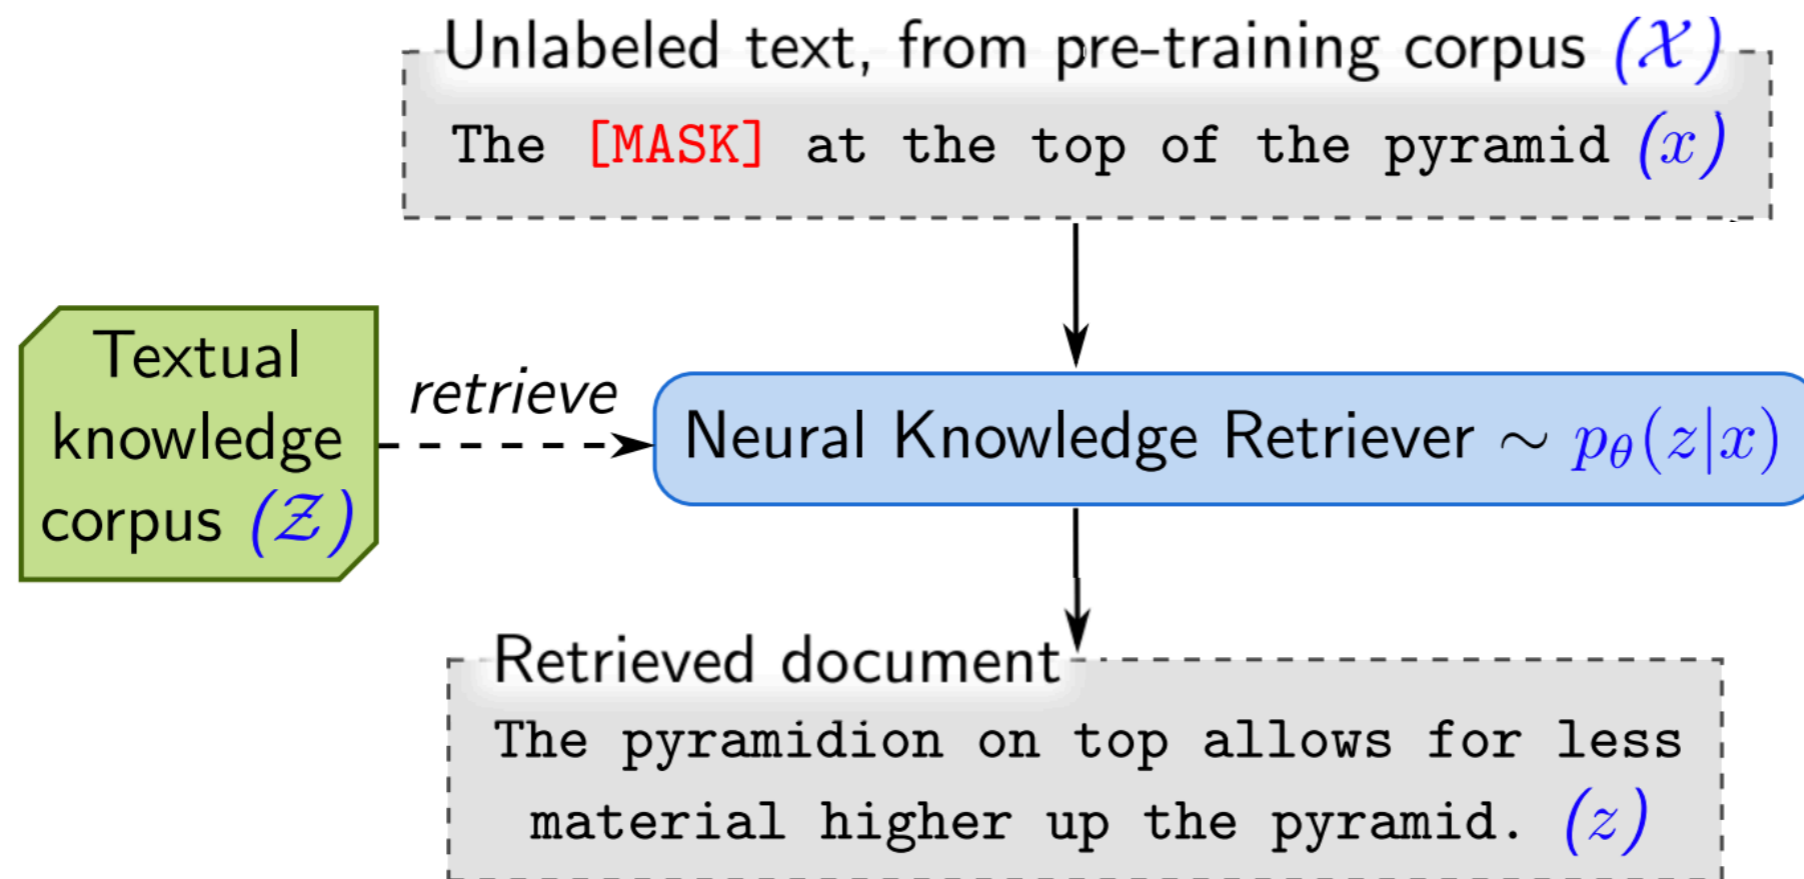 Unlabeled text, from pre-training corpus (𝒳)
The [MASK] at the top of the pyramid (x)
Textual
knowledge
corpus (𝒵)
retrieve
Neural Knowledge Retriever ∼ p_θ(z|x)
Retrieved document
The pyramidion on top allows for less
material higher up the pyramid. (z)